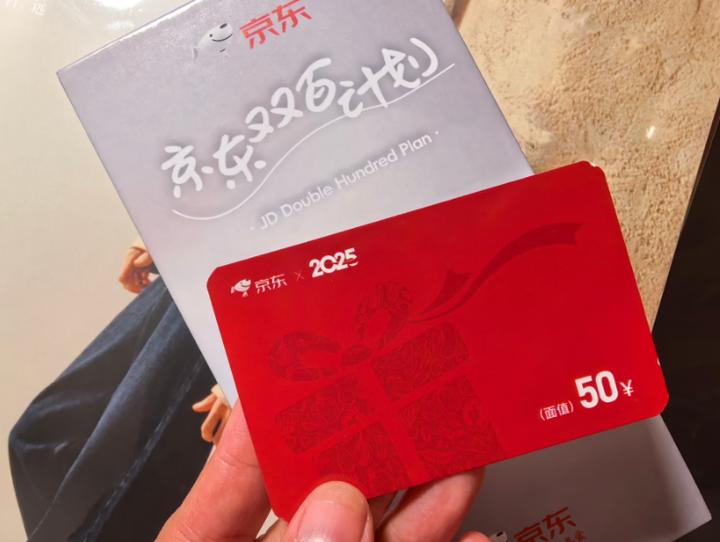 京东
京东双百计划
· JD Double Hundred Plan ·
京东 × 2025
(面值) 50¥
京东